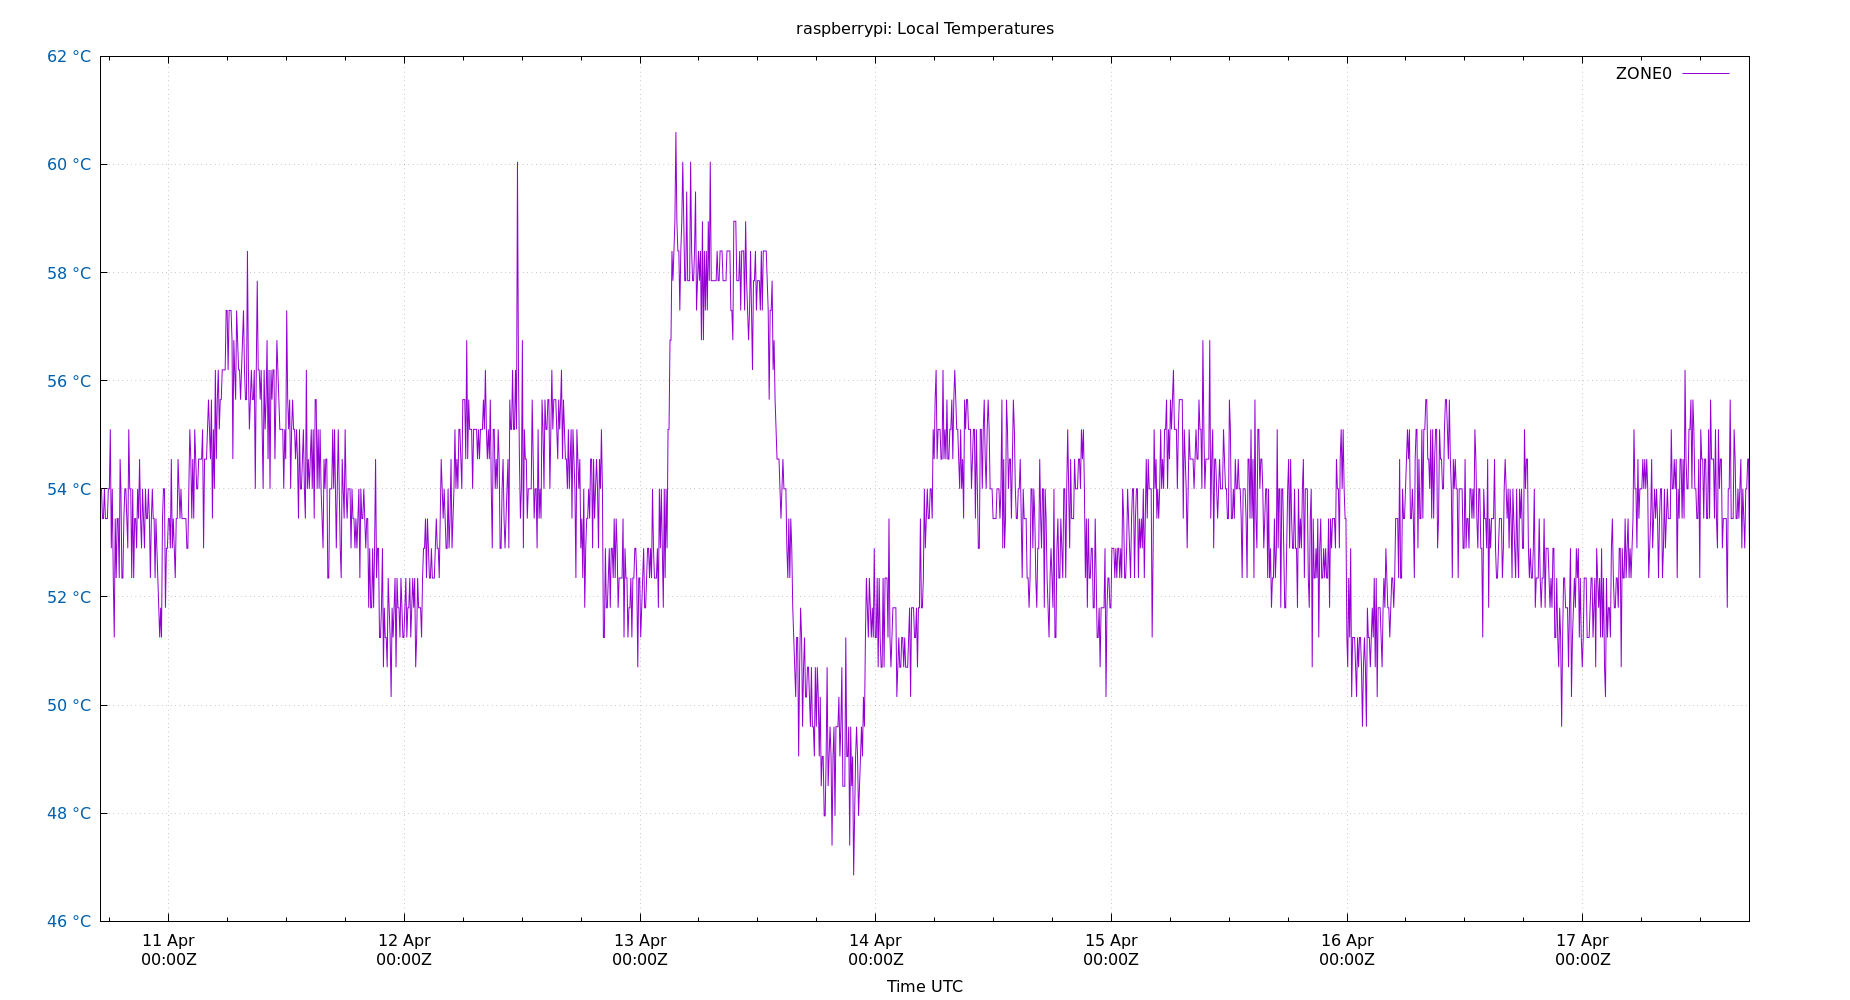 raspberrypi: Local Temperatures
62 °C
ZONE0
60 °C
58 °C
56 °C
54 °C
52 °C
50 °C
48 °C
46 °C
11 Apr 12 Apr 13 Apr 14 Apr 15 Apr 16 Apr 17 Apr
00:00Z 00:00Z 00:00Z 00:00Z 00:00Z 00:00Z 00:00Z
Time UTC